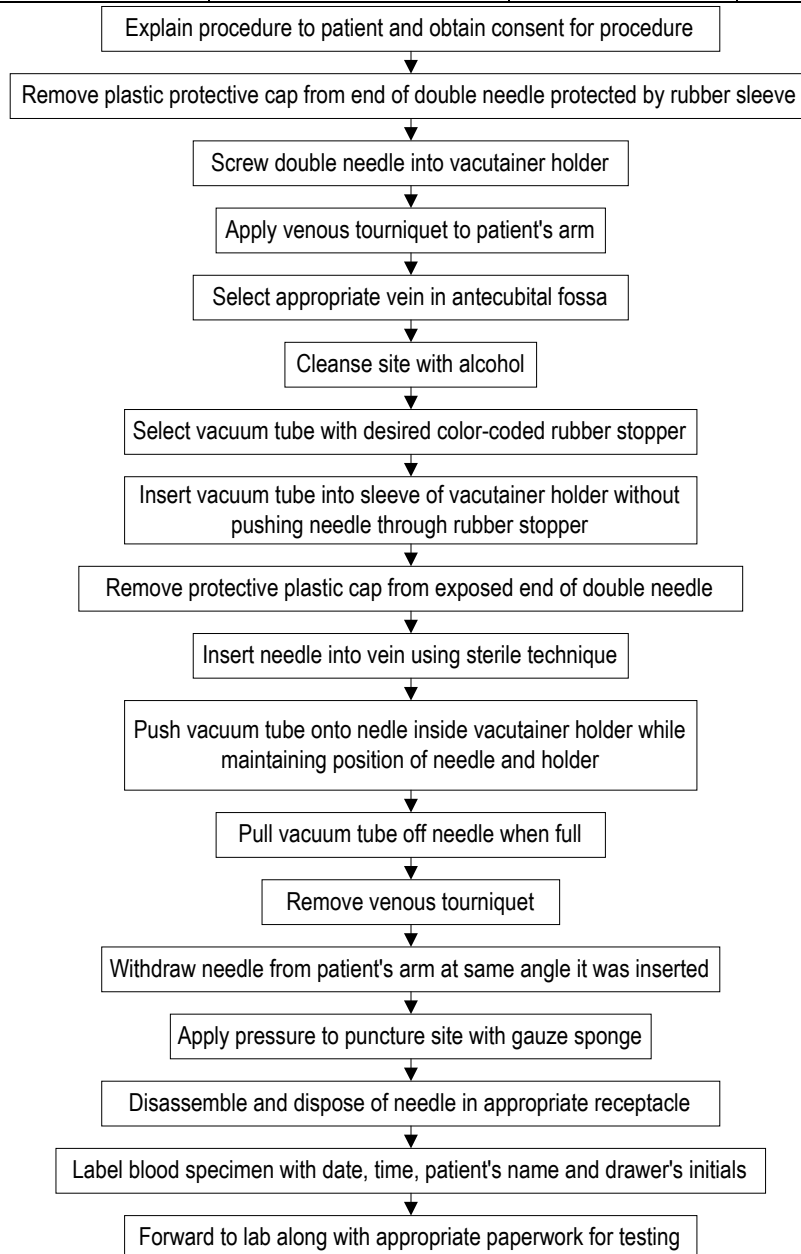 Explain procedure to patient and obtain consent for procedure
Remove plastic protective cap from end of double needle protected by rubber sleeve
Screw double needle into vacutainer holder
Apply venous tourniquet to patient's arm
Select appropriate vein in antecubital fossa
Cleanse site with alcohol
Select vacuum tube with desired color-coded rubber stopper
Insert vacuum tube into sleeve of vacutainer holder without
pushing needle through rubber stopper
Remove protective plastic cap from exposed end of double needle
Insert needle into vein using sterile technique
Push vacuum tube onto nedle inside vacutainer holder while
maintaining position of needle and holder
Pull vacuum tube off needle when full
Remove venous tourniquet
Withdraw needle from patient's arm at same angle it was inserted
Apply pressure to puncture site with gauze sponge
Disassemble and dispose of needle in appropriate receptacle
Label blood specimen with date, time, patient's name and drawer's initials
Forward to lab along with appropriate paperwork for testing